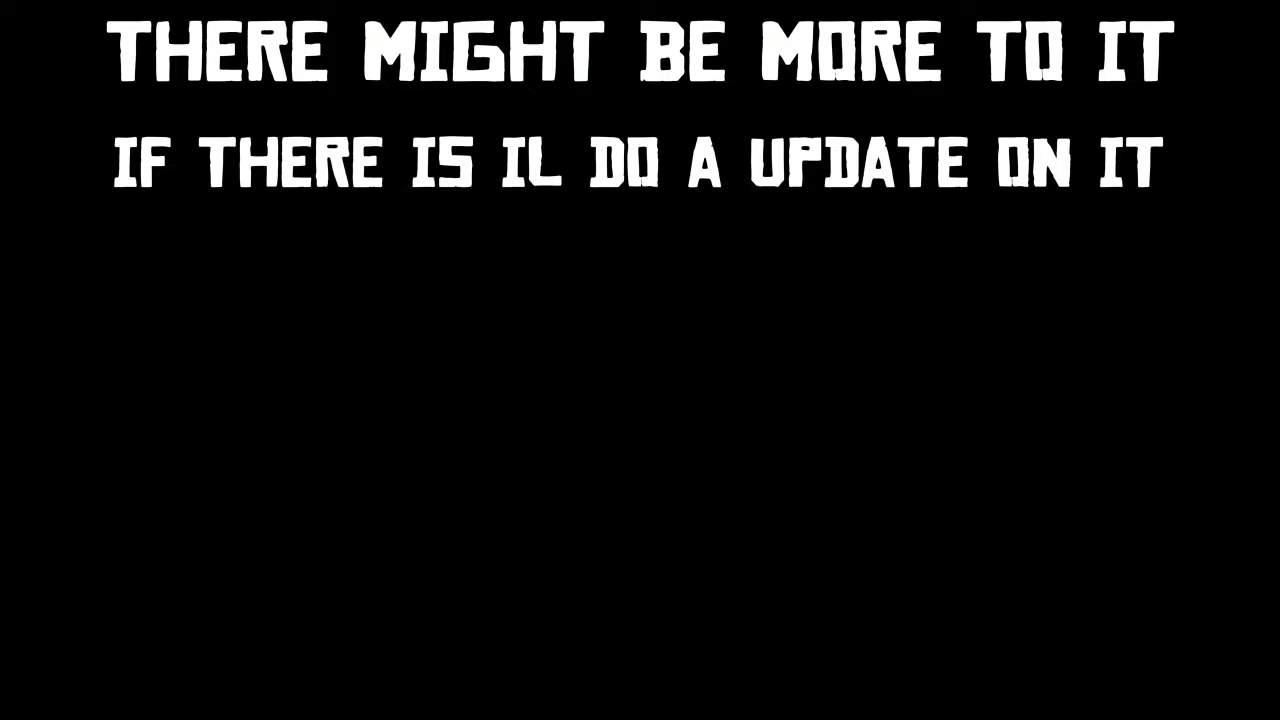 THERE MIGHT BE MORE TO IT
IF THERE IS IL DO A UPDATE ON IT